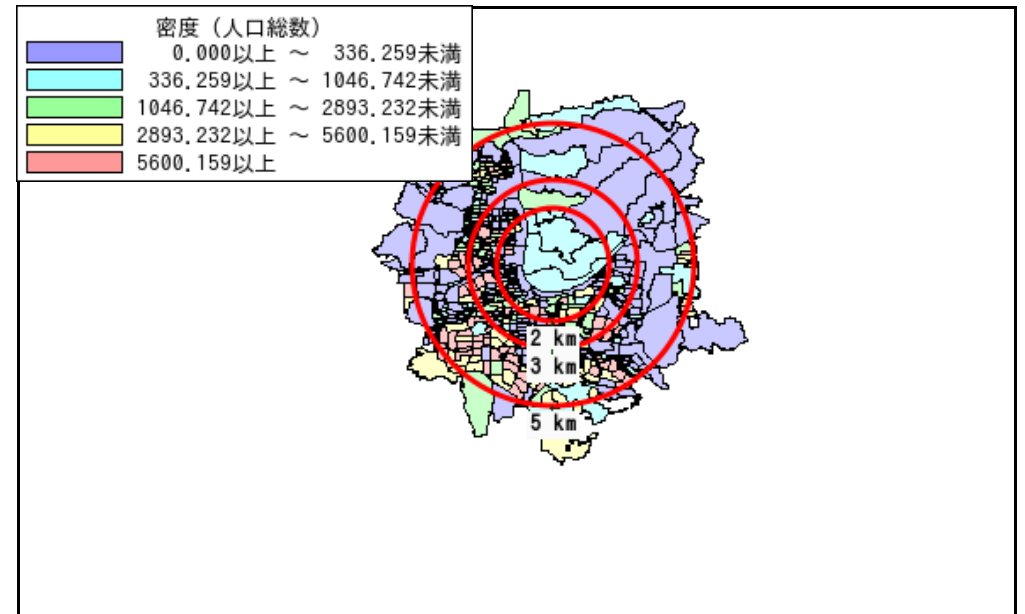 密度（人口総数）
0.000以上 ～ 336.259未満
336.259以上 ～ 1046.742未満
1046.742以上 ～ 2893.232未満
2893.232以上 ～ 5600.159未満
5600.159以上
2 km
3 km
5 km